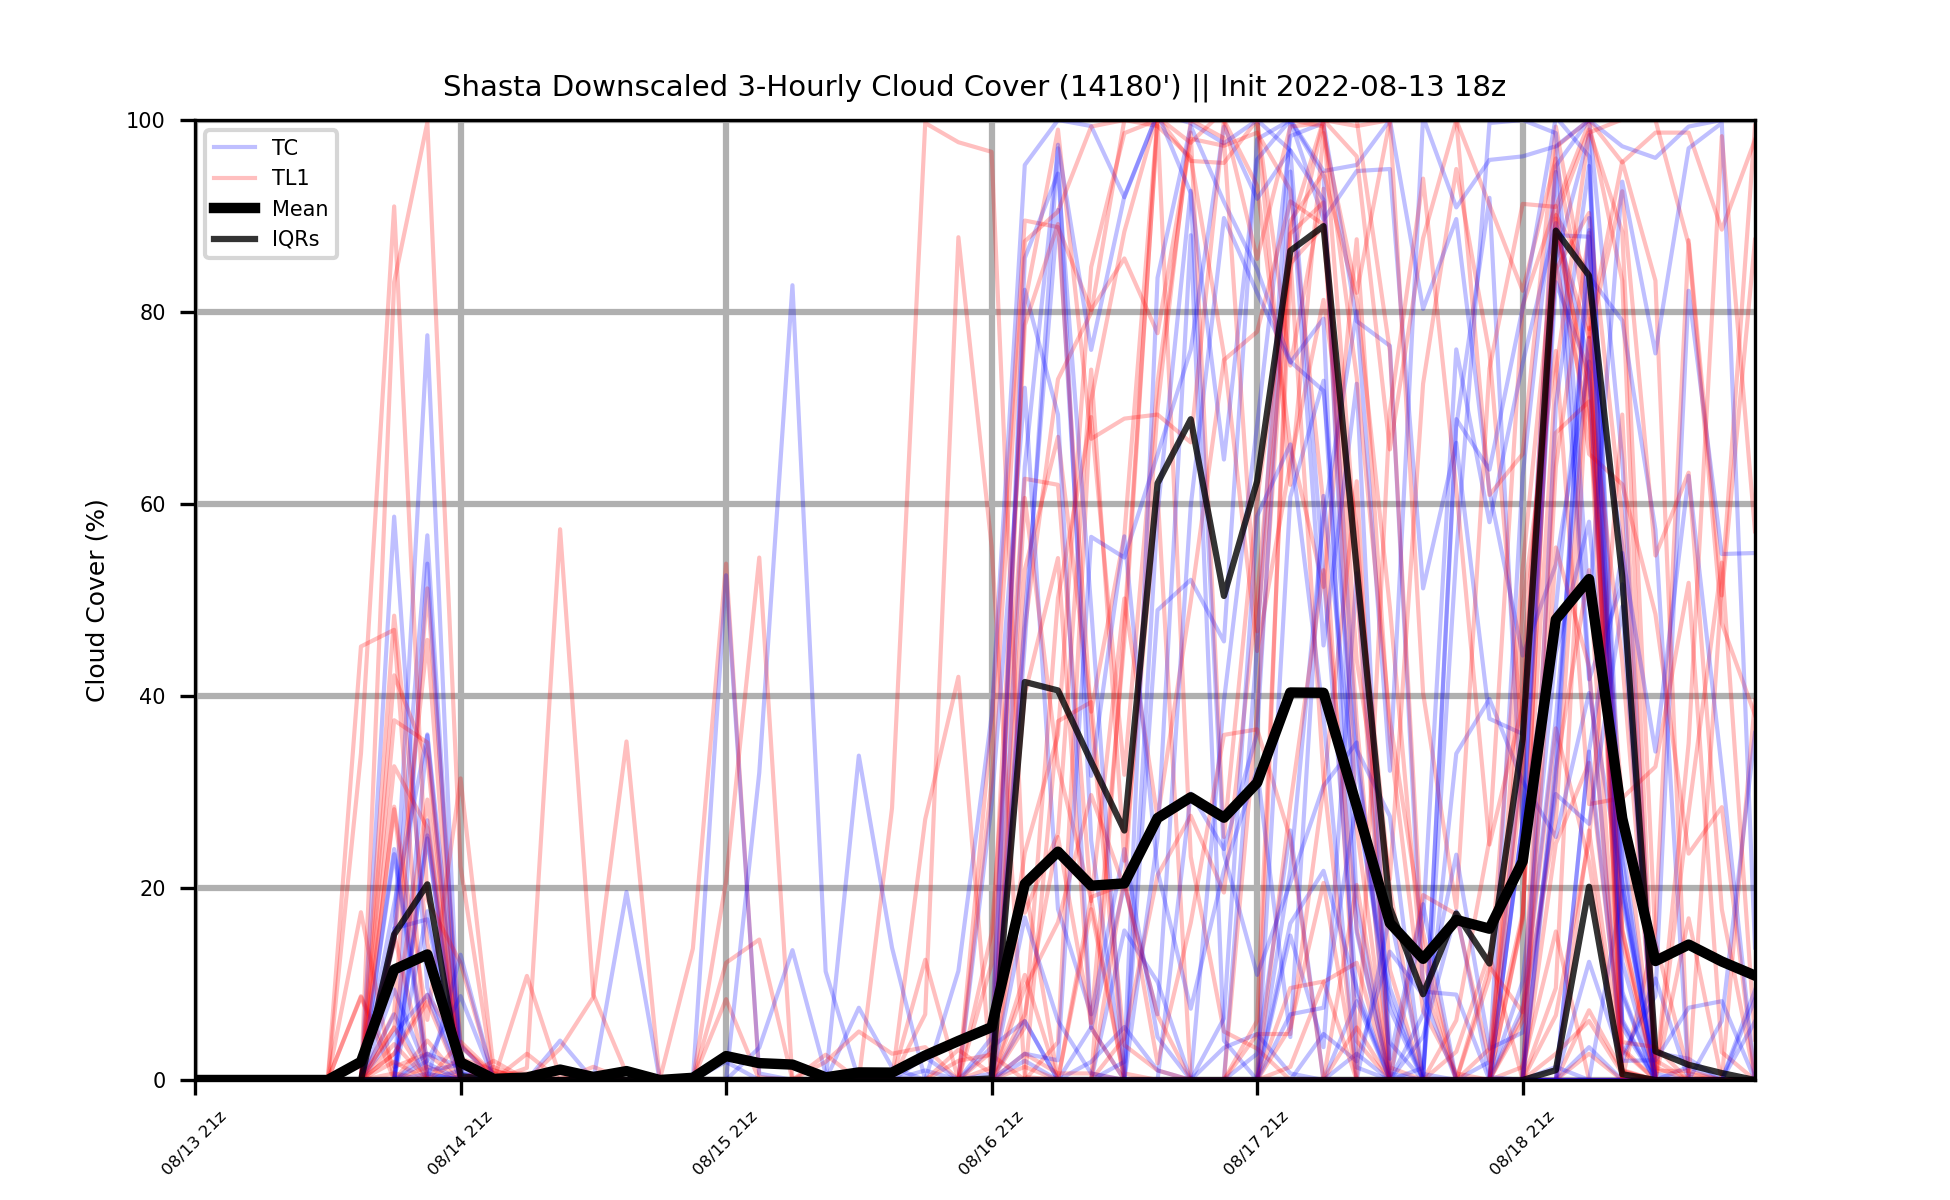 Shasta Downscaled 3-Hourly Cloud Cover (14180') || Init 2022-08-13 18z
100
80
60
40
20
0
Cloud Cover (%)
TC
TL1
Mean
IQRs
08/13 21z
08/14 21z
08/15 21z
08/16 21z
08/17 21z
08/18 21z